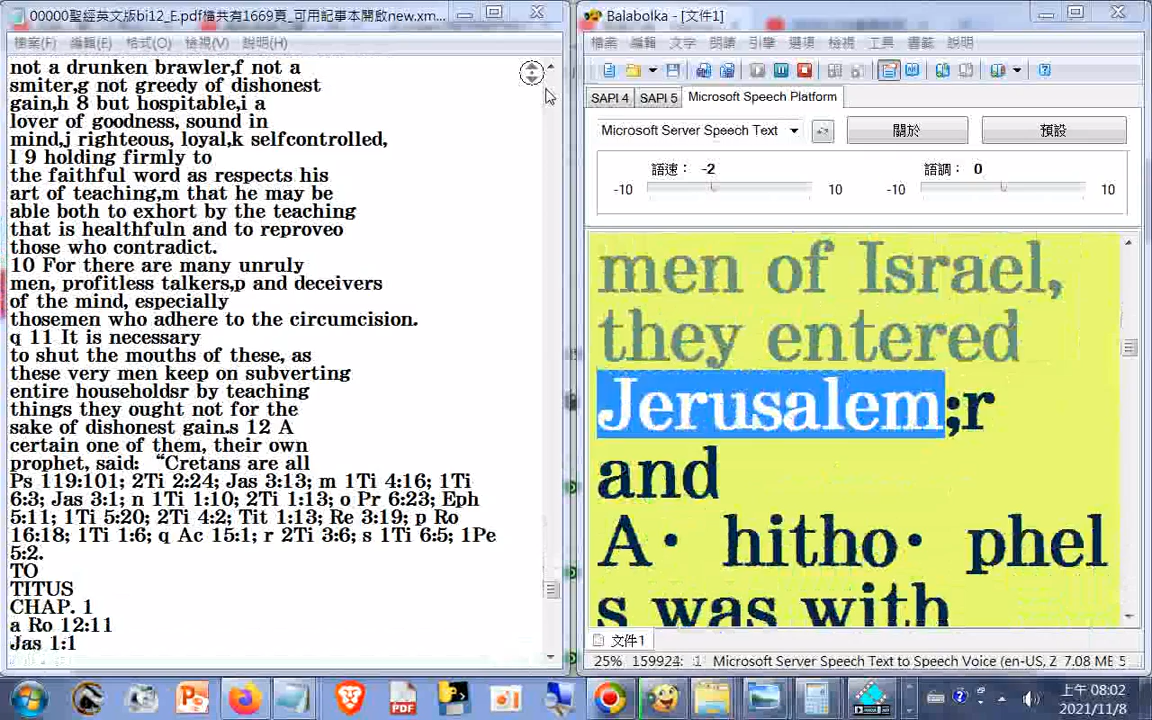 00000聖經英文版bi12_E.pdf檔共有1669頁_可用記事本開啟new.xm...
檔案(F) 編輯(E) 格式(O) 檢視(V) 說明(H)
not a drunken brawler,f not a
smiter,g not greedy of dishonest
gain,h 8 but hospitable,i a
lover of goodness, sound in
mind,j righteous, loyal,k selfcontrolled,
l 9 holding firmly to
the faithful word as respects his
art of teaching,m that he may be
able both to exhort by the teaching
that is healthfuln and to reproveo
those who contradict.
10 For there are many unruly
men, profitless talkers,p and deceivers
of the mind, especially
thosemen who adhere to the circumcision.
q 11 It is necessary
to shut the mouths of these, as
these very men keep on subverting
entire householdsr by teaching
things they ought not for the
sake of dishonest gain.s 12 A
certain one of them, their own
prophet, said: “Cretans are all
Ps 119:101; 2Ti 2:24; Jas 3:13; m 1Ti 4:16; 1Ti
6:3; Jas 3:1; n 1Ti 1:10; 2Ti 1:13; o Pr 6:23; Eph
5:11; 1Ti 5:20; 2Ti 4:2; Tit 1:13; Re 3:19; p Ro
16:18; 1Ti 1:6; q Ac 15:1; r 2Ti 3:6; s 1Ti 6:5; 1Pe
5:2.
TO
TITUS
CHAP. 1
a Ro 12:11
Jas 1:1
Balabolka - [文件1]
檔案 編輯 文字 朗讀 引擎 選項 檢視 工具 書籤 說明
SAPI 4 SAPI 5 Microsoft Speech Platform
Microsoft Server Speech Text 關於 預設
語速： -2 語調： 0
-10 10 -10 10
men of Israel,
they entered
Jerusalem;r
and
A· hitho· phel
s was with
文件1
25% 159924: 1 Microsoft Server Speech Text to Speech Voice (en-US, Z 7.08 MB 5
PDF
上午 08:02
2021/11/8